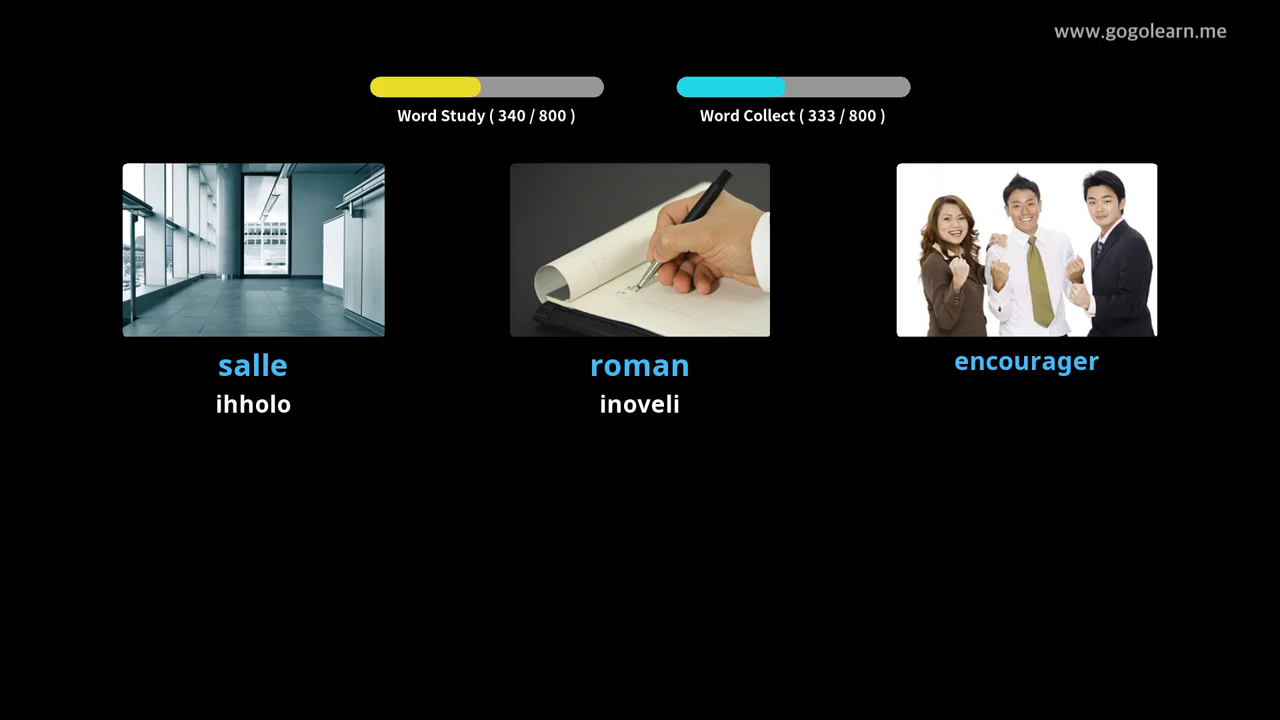 www.gogolearn.me
Word Study ( 340 / 800 )
Word Collect ( 333 / 800 )
salle
roman
encourager
ihholo
inoveli